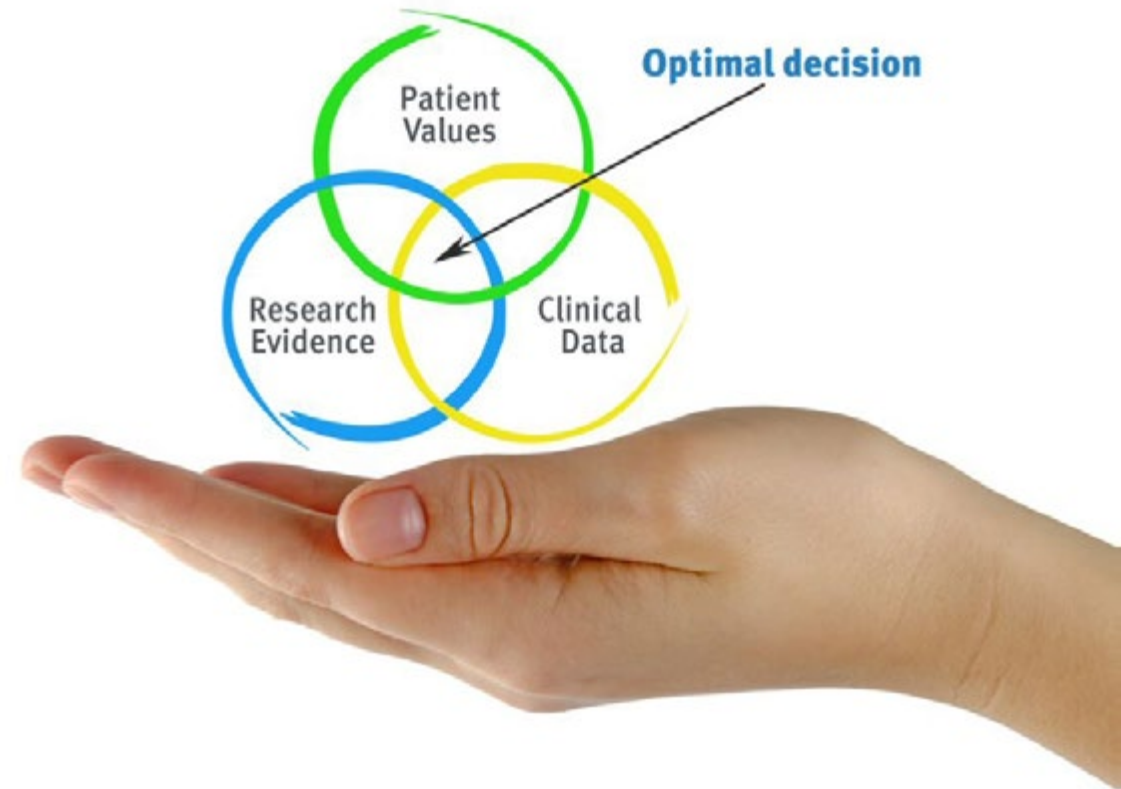 Optimal decision
Patient
Values
Research
Evidence
Clinical
Data